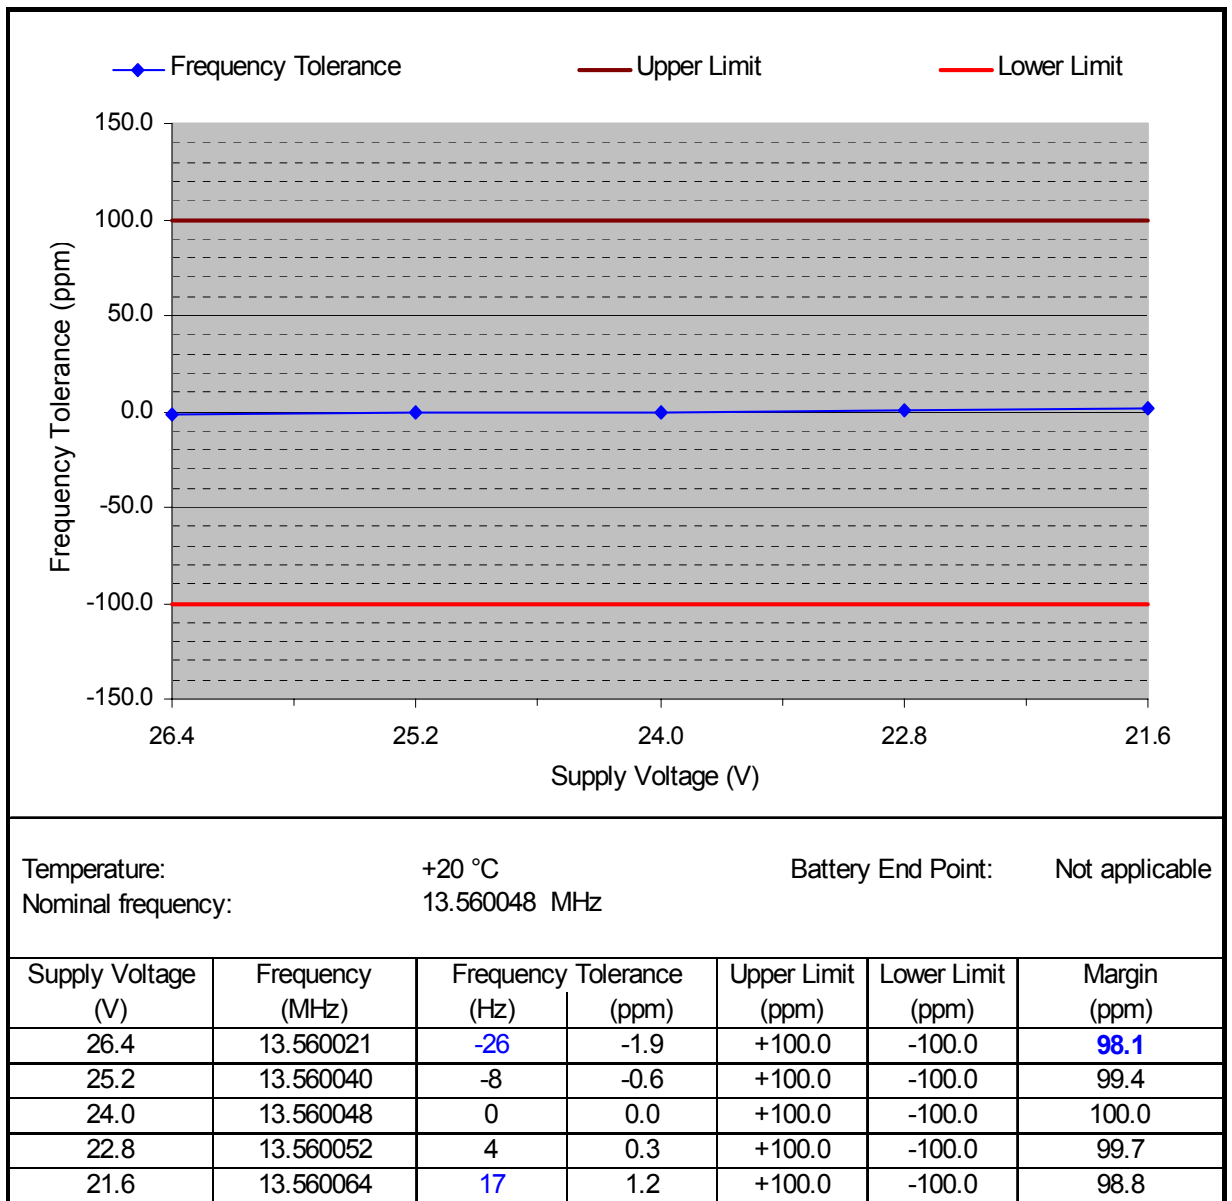 Frequency Tolerance Upper Limit Lower Limit
150.0
100.0
50.0
0.0
-50.0
-100.0
-150.0
Frequency Tolerance (ppm)
26.4 25.2 24.0 22.8 21.6
Supply Voltage (V)
Temperature: +20 °C Battery End Point: Not applicable
Nominal frequency: 13.560048 MHz
Supply Voltage Frequency Frequency Tolerance Upper Limit Lower Limit Margin
(V) (MHz) (Hz) (ppm) (ppm) (ppm) (ppm)
26.4 13.560021 -26 -1.9 +100.0 -100.0 98.1
25.2 13.560040 -8 -0.6 +100.0 -100.0 99.4
24.0 13.560048 0 0.0 +100.0 -100.0 100.0
22.8 13.560052 4 0.3 +100.0 -100.0 99.7
21.6 13.560064 17 1.2 +100.0 -100.0 98.8